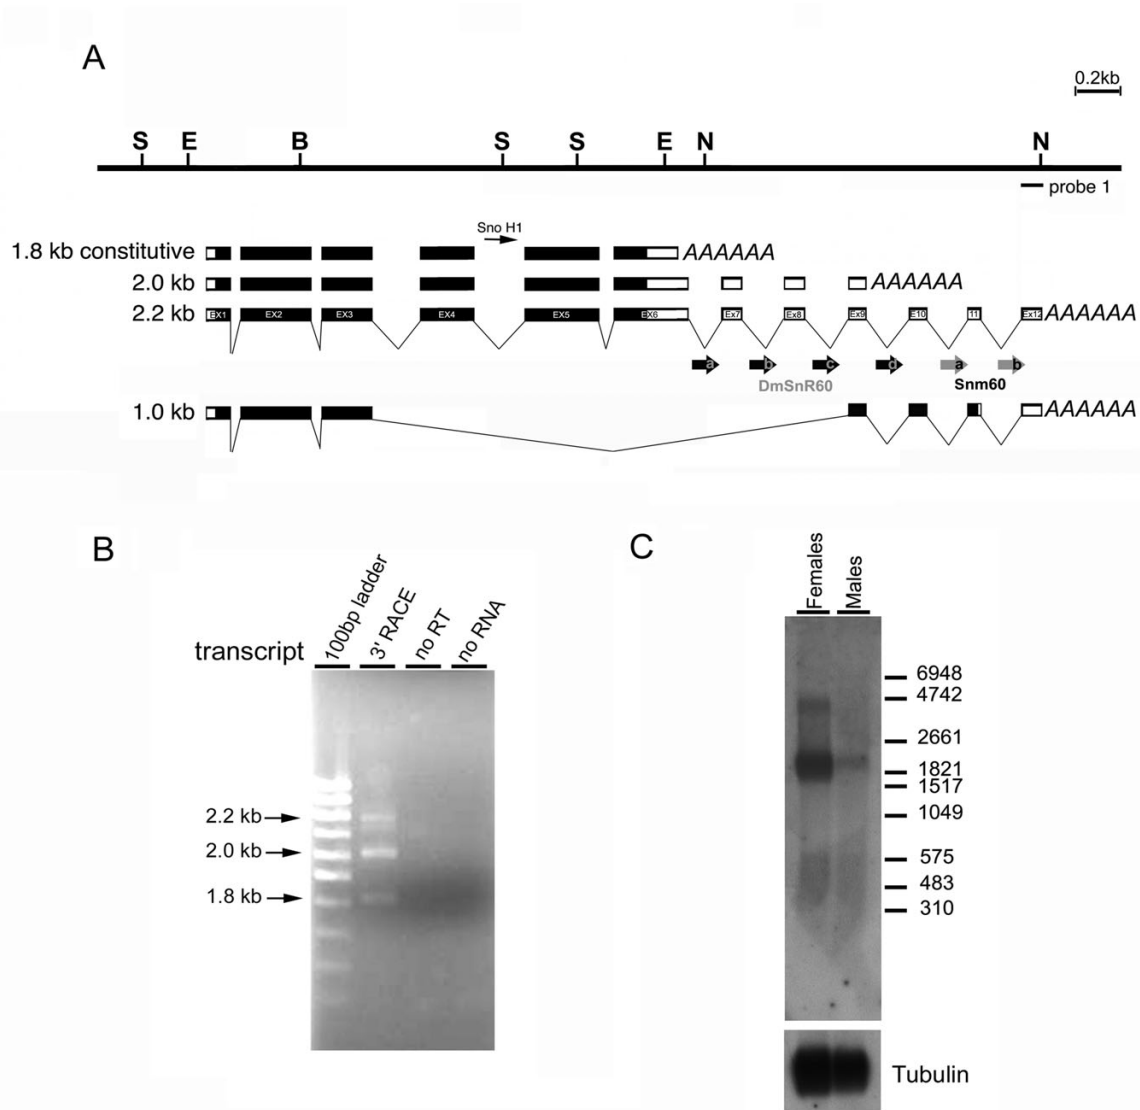 A
0.2kb
S E B S S E N N
probe 1
Sno H1
1.8 kb constitutive AAAAAA
2.0 kb AAAAAA
2.2 kb EX1 EX2 EX3 EX4 EX5 EX6 Ex7 Ex8 Ex9 E10 11 Ex12 AAAAAA
a b c d a b
DmSnR60 Snm60
1.0 kb AAAAAA
B
transcript 100bp ladder 3' RACE no RT no RNA
2.2 kb
2.0 kb
1.8 kb
C
Females Males
6948
4742
2661
1821
1517
1049
575
483
310
Tubulin